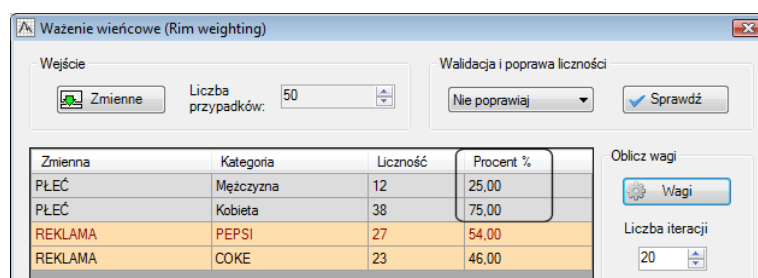 Ważenie wieńcowe (Rim weighting)
Wejście
Walidacja i poprawa liczności
Zmienne
Liczba przypadków:
50
Nie poprawiaj
Sprawdź
Zmienna Kategoria Liczność Procent %
PŁEĆ Mężczyzna 12 25,00
PŁEĆ Kobieta 38 75,00
REKLAMA PEPSI 27 54,00
REKLAMA COKE 23 46,00
Oblicz wagi
Wagi
Liczba iteracji
20